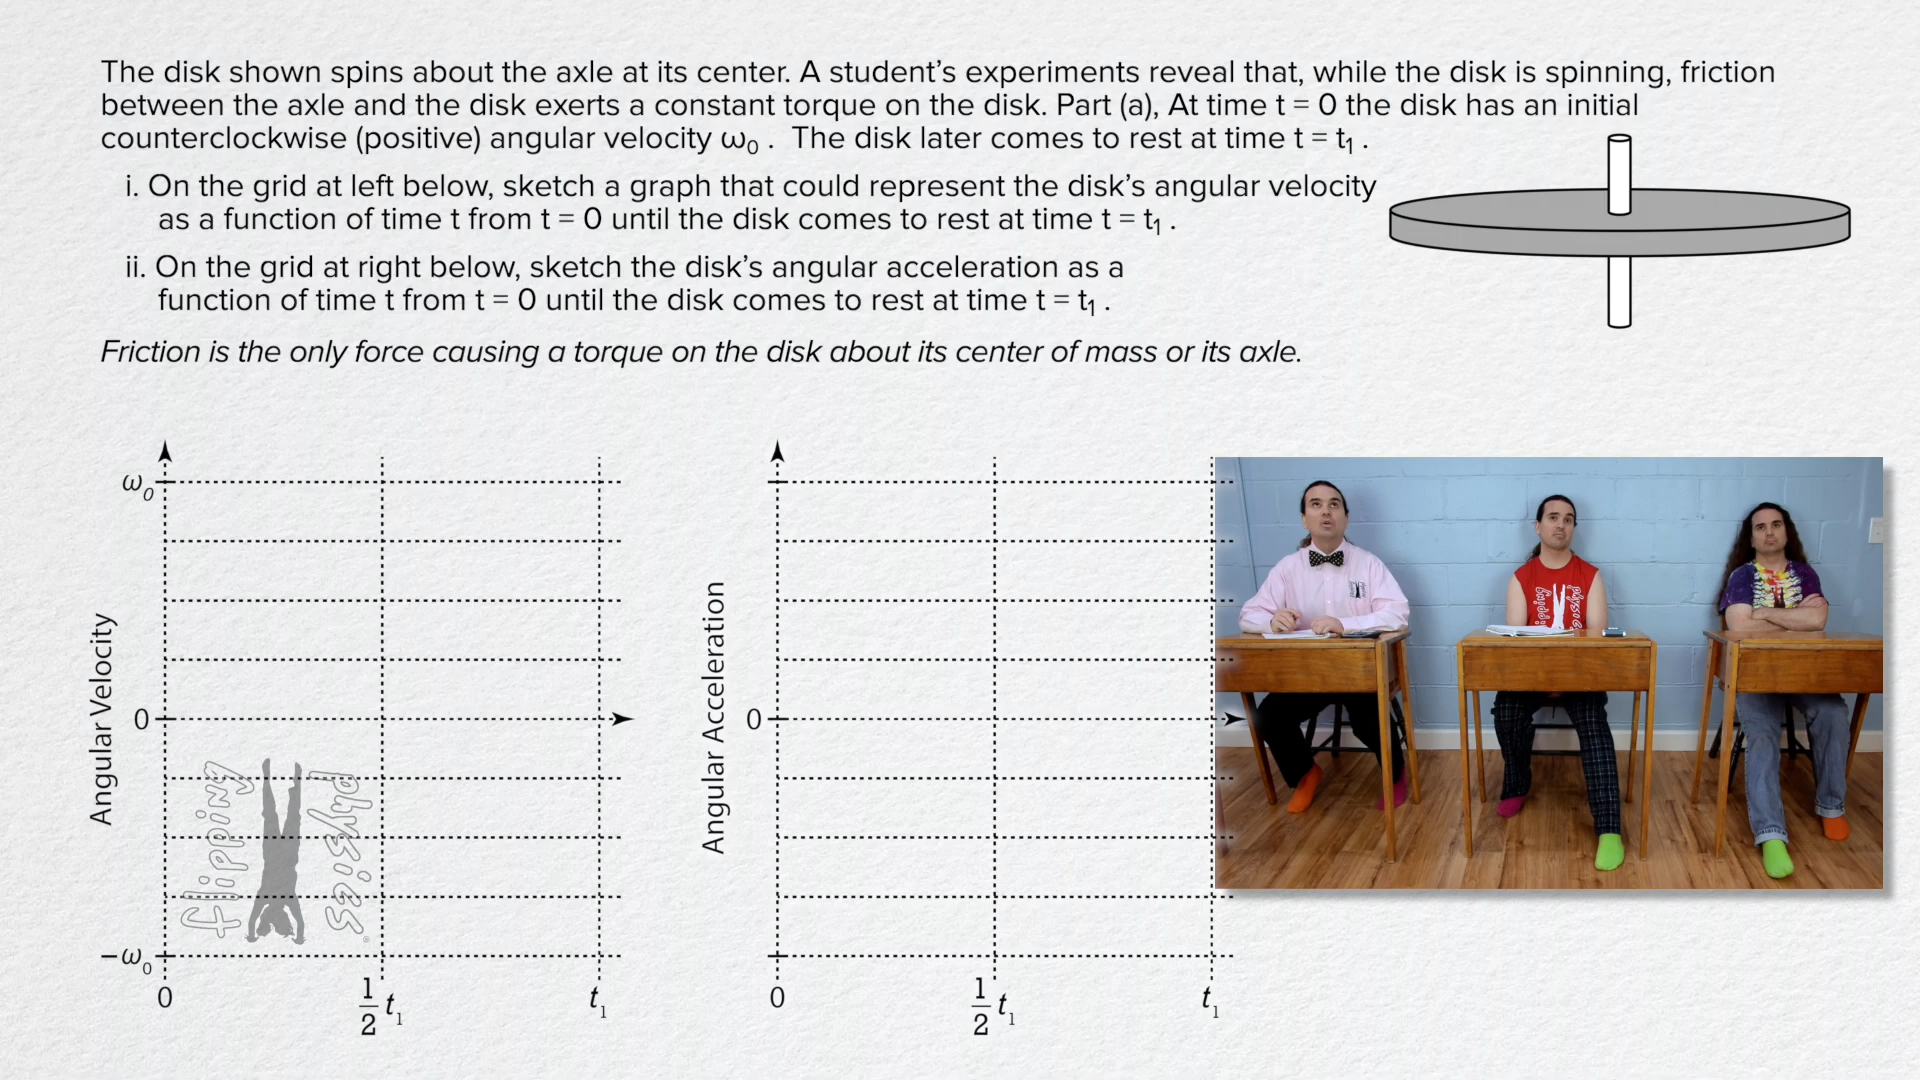 The disk shown spins about the axle at its center. A student's experiments reveal that, while the disk is spinning, friction
between the axle and the disk exerts a constant torque on the disk. Part (a), At time t = 0 the disk has an initial
counterclockwise (positive) angular velocity ω₀ . The disk later comes to rest at time t = t₁ .
i. On the grid at left below, sketch a graph that could represent the disk's angular velocity
as a function of time t from t = 0 until the disk comes to rest at time t = t₁ .
ii. On the grid at right below, sketch the disk's angular acceleration as a
function of time t from t = 0 until the disk comes to rest at time t = t₁ .
Friction is the only force causing a torque on the disk about its center of mass or its axle.
Angular Velocity
ω₀
0
−ω₀
0
1/2 t₁
t₁
flipping
physics
Angular Acceleration
0
0
1/2 t₁
t₁